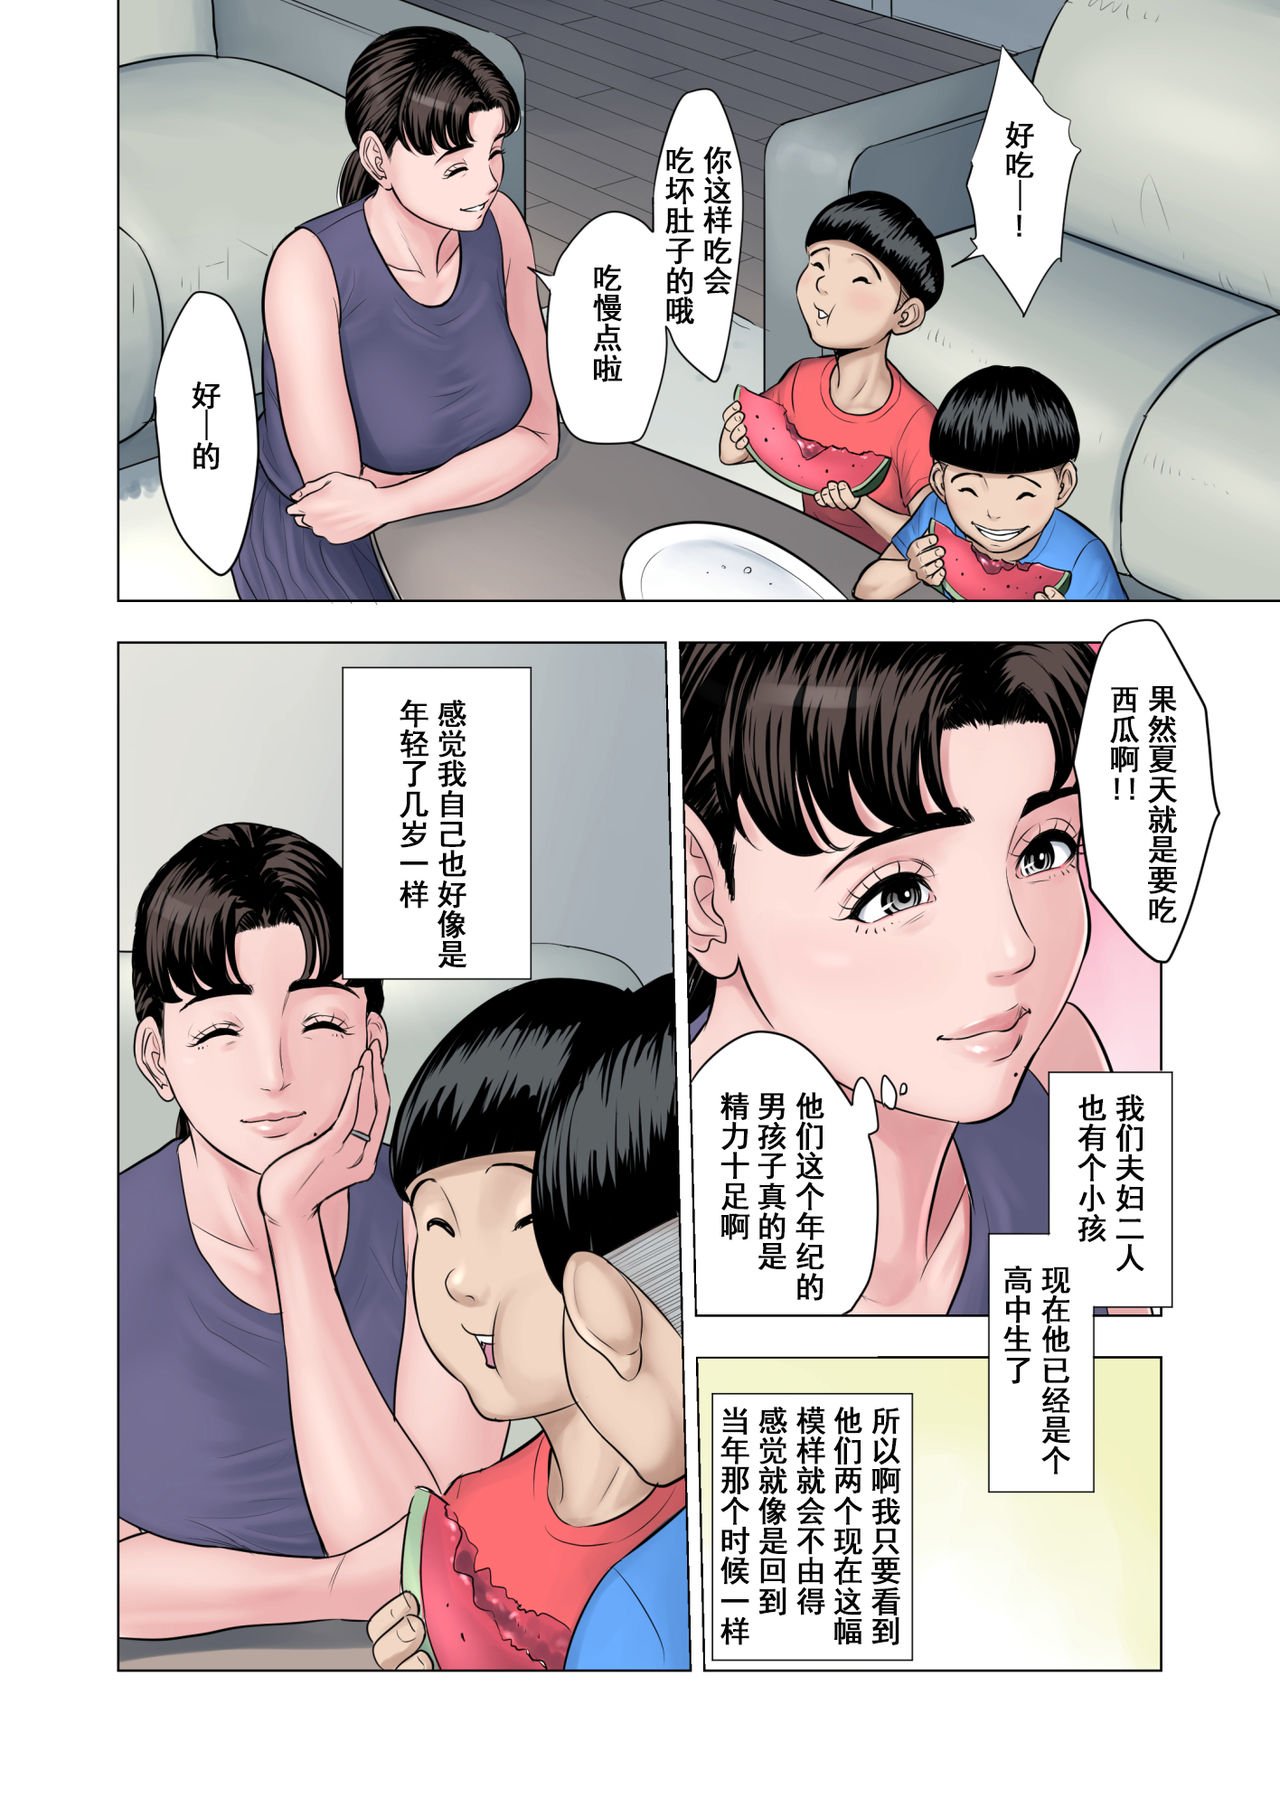 好吃—！
你这样吃会
吃坏肚子的哦
吃慢点啦
好—的
果然夏天就是要吃
西瓜啊!!
他们这个年纪的
男孩子真的是
精力十足啊
我们夫妇二人
也有个小孩
现在他已经是个
高中生了
所以啊我只要看到
他们两个现在这幅
模样就会不由得
感觉就像是回到
当年那个时候一样
感觉我自己也好像是
年轻了几岁一样